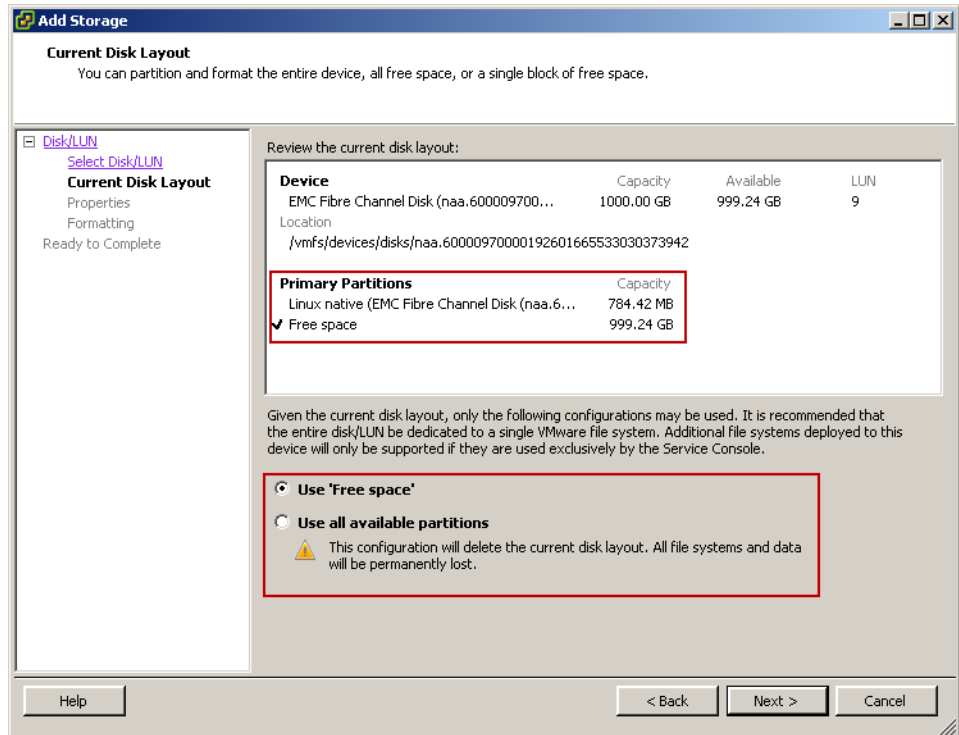 Add Storage
Current Disk Layout
You can partition and format the entire device, all free space, or a single block of free space.
Disk/LUN
Select Disk/LUN
Current Disk Layout
Properties
Formatting
Ready to Complete
Review the current disk layout:
Device Capacity Available LUN
EMC Fibre Channel Disk (naa.600009700... 1000.00 GB 999.24 GB 9
Location
/vmfs/devices/disks/naa.60000970000192601665533030373942
Primary Partitions Capacity
Linux native (EMC Fibre Channel Disk (naa.6... 784.42 MB
Free space 999.24 GB
Given the current disk layout, only the following configurations may be used. It is recommended that
the entire disk/LUN be dedicated to a single VMware file system. Additional file systems deployed to this
device will only be supported if they are used exclusively by the Service Console.
Use 'Free space'
Use all available partitions
This configuration will delete the current disk layout. All file systems and data
will be permanently lost.
Help
< Back
Next >
Cancel